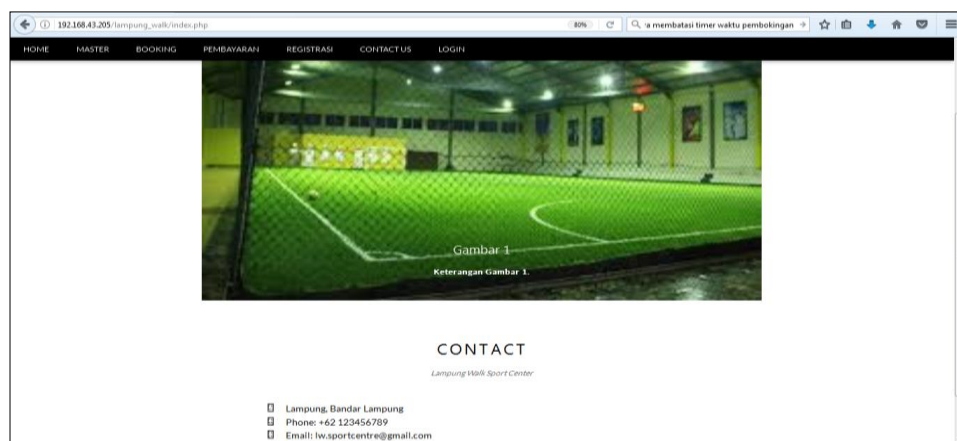 192.168.43.205/lampung_walk/index.php 80% 'a membatasi timer waktu pembokingan
HOME MASTER BOOKING PEMBAYARAN REGISTRASI CONTACT US LOGIN
Gambar 1
Keterangan Gambar 1.
CONTACT
Lampung Walk Sport Center
Lampung, Bandar Lampung
Phone: +62 123456789
Email: lw.sportcentre@gmail.com